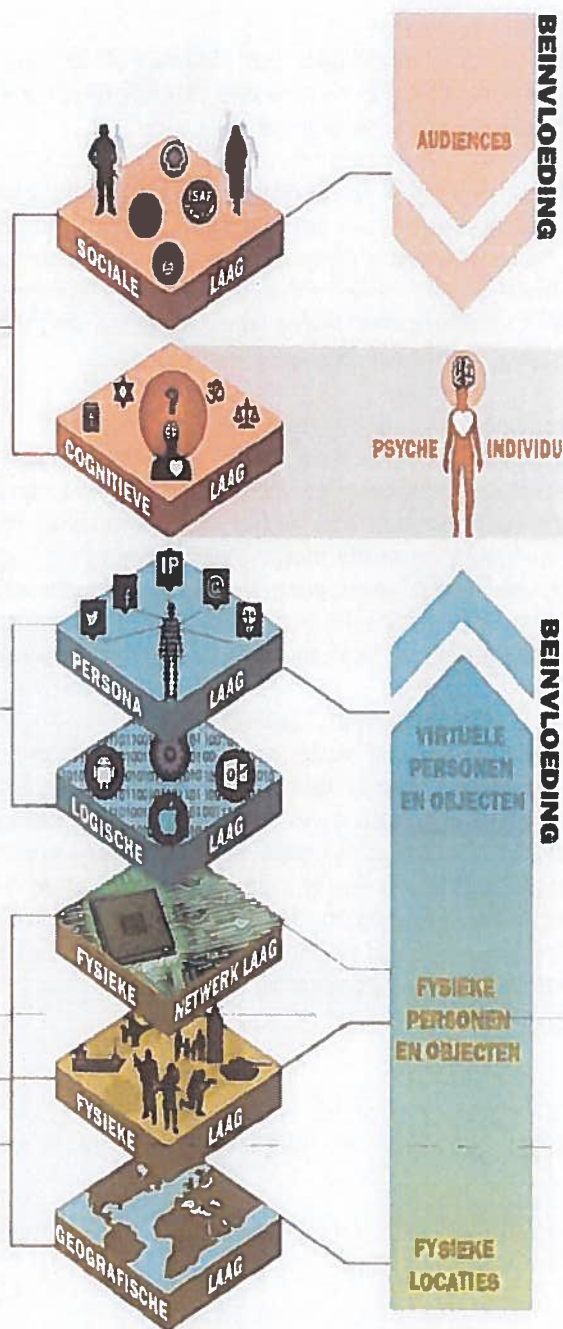 BEINVLOEDING
AUDIENCES
ISAF
SOCIALE LAAG
PSYCHE INDIVIDU
COGNITIEVE LAAG
IP
f
@
PERSONA LAAG
BEINVLOEDING
VIRTUELE
PERSONEN
EN OBJECTEN
LOGISCHE LAAG
FYSIEKE NETWERK LAAG
FYSIEKE
PERSONEN
EN OBJECTEN
FYSIEKE LAAG
FYSIEKE
LOCATIES
GEOGRAFISCHE LAAG